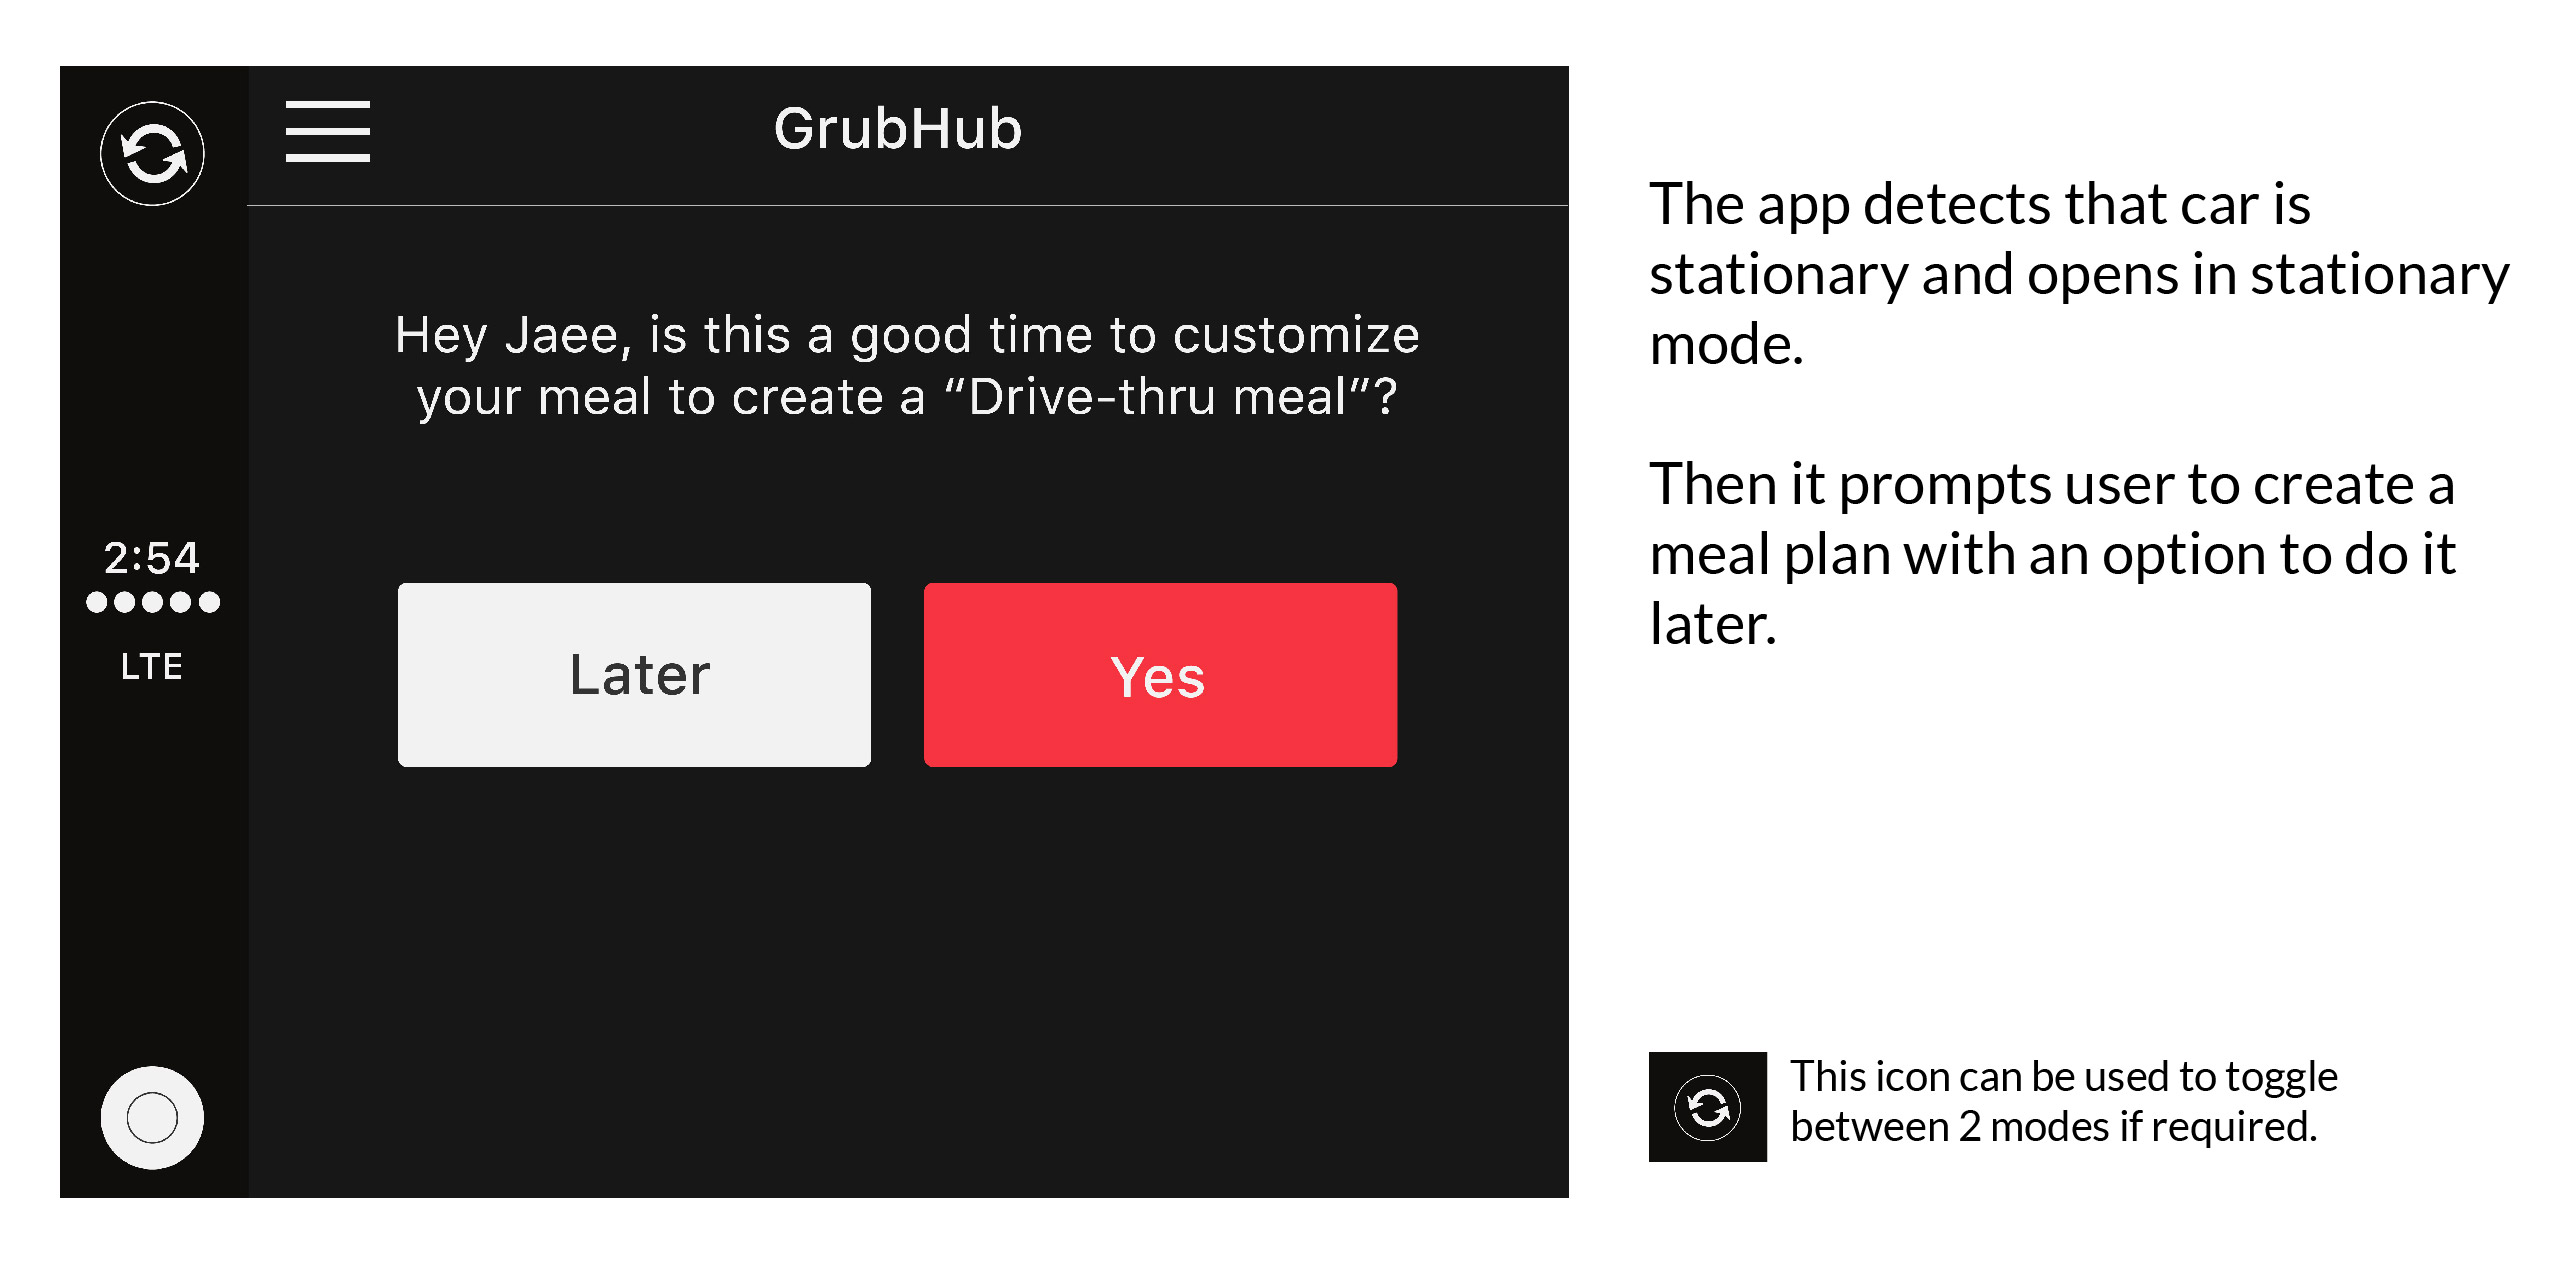 GrubHub
Hey Jaee, is this a good time to customize
your meal to create a “Drive-thru meal”?
2:54
LTE
Later
Yes
The app detects that car is
stationary and opens in stationary
mode.
Then it prompts user to create a
meal plan with an option to do it
later.
This icon can be used to toggle
between 2 modes if required.